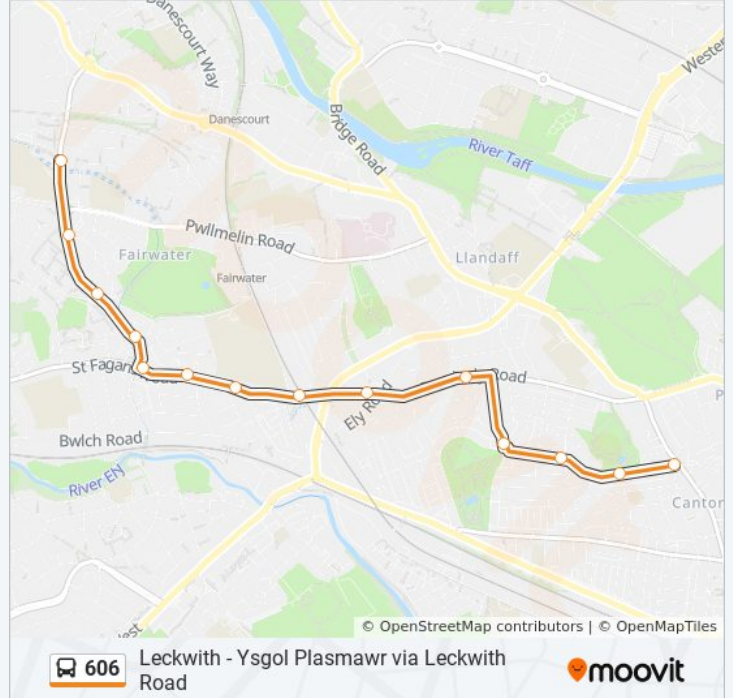 Danescourt Way
Western
Danescourt
Bridge Road
River Taff
Pwllmelin Road
Fairwater
Llandaff
Fairwater
St Fagans Road
Road
Ely Road
Bwlch Road
River Ely
Canton
© OpenStreetMap contributors | © OpenMapTiles
606
Leckwith - Ysgol Plasmawr via Leckwith
Road
moovit